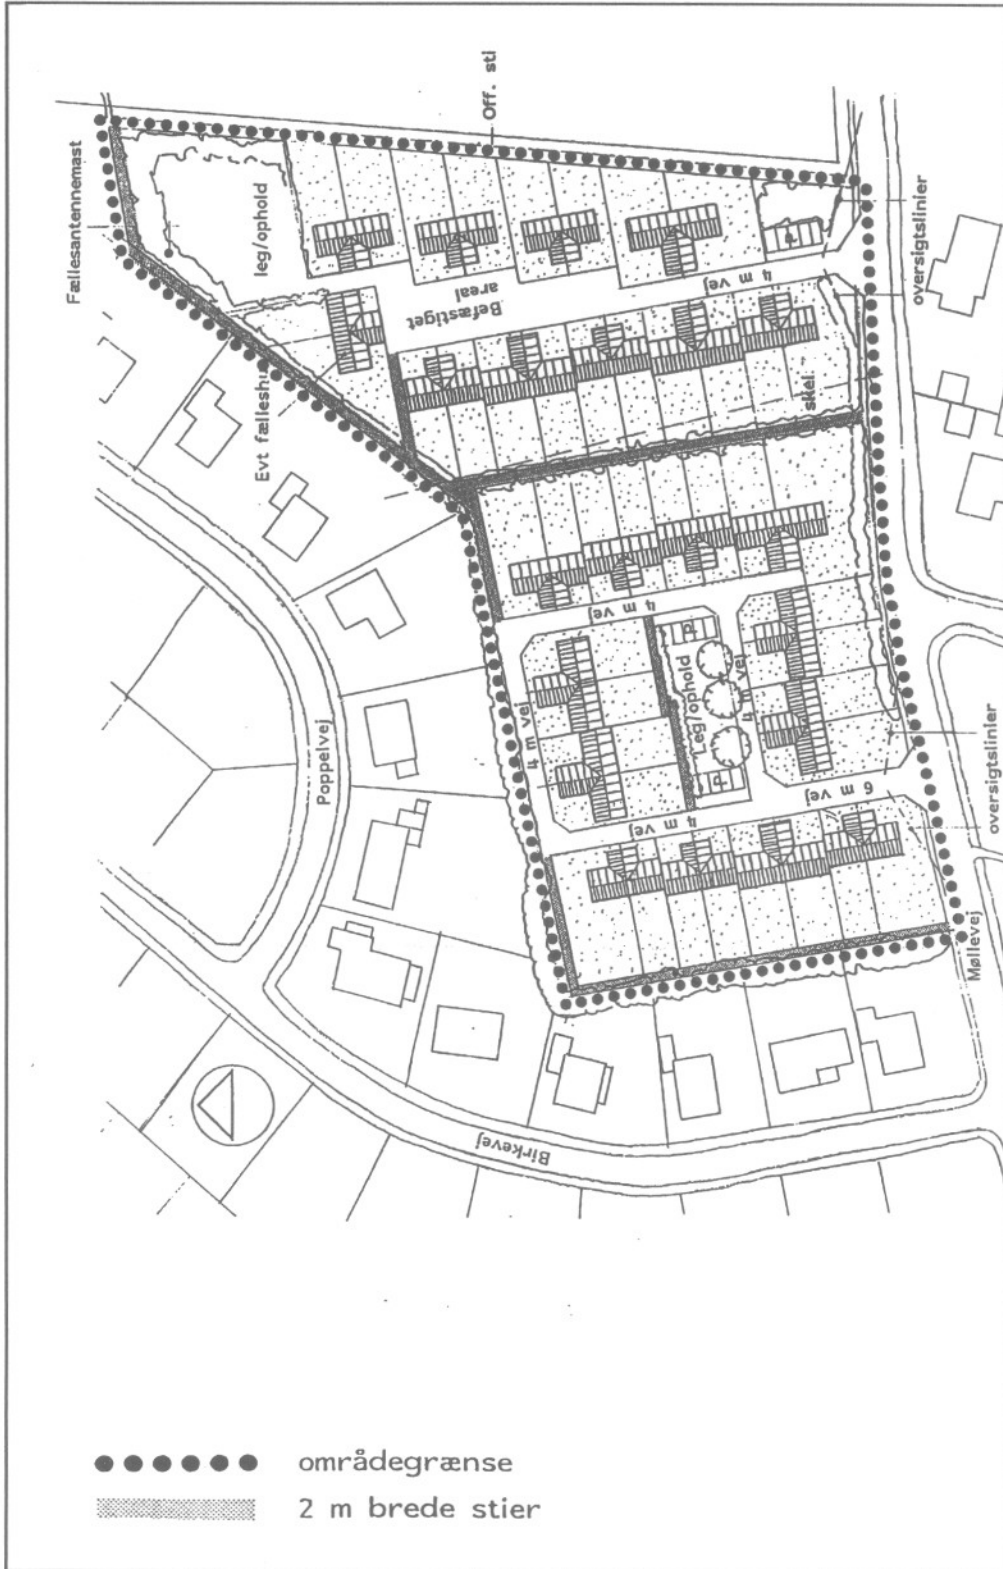 Fællesantennemast
Off. sti
leg/ophold
Befæstiget
areal
4 m vej
P
oversigtslinier
Evt fælleshus
skel
4 m vej
4 m vej
P
Leg/ophold
4 m vej
P
4 m vej
6 m vej
oversigtslinier
Møllevej
Poppelvej
Birkevej
områdegrænse
2 m brede stier